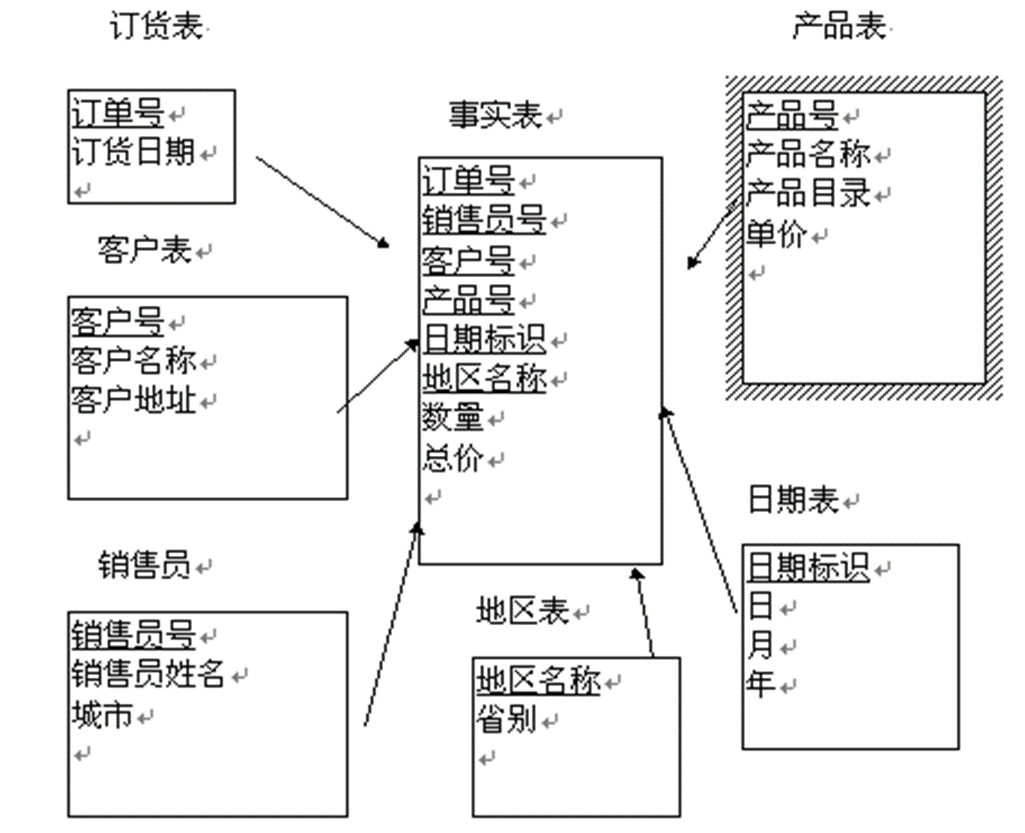 订货表
订单号
订货日期
客户表
客户号
客户名称
客户地址
销售员
销售员号
销售员姓名
城市
事实表
订单号
销售员号
客户号
产品号
日期标识
地区名称
数量
总价
地区表
地区名称
省别
产品表
产品号
产品名称
产品目录
单价
日期表
日期标识
日
月
年